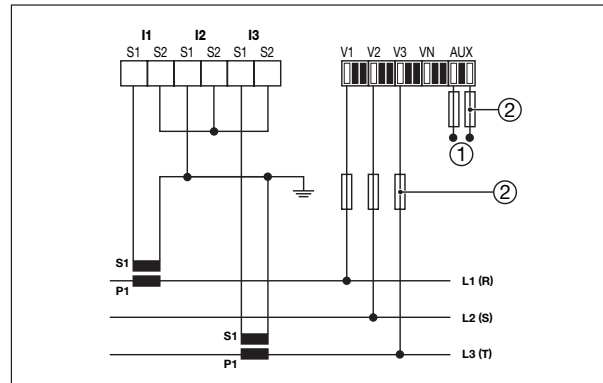 I1 I2 I3
S1 S2 S1 S2 S1 S2
V1 V2 V3 VN AUX
2
1
2
S1
P1
L1 (R)
L2 (S)
S1
P1
L3 (T)